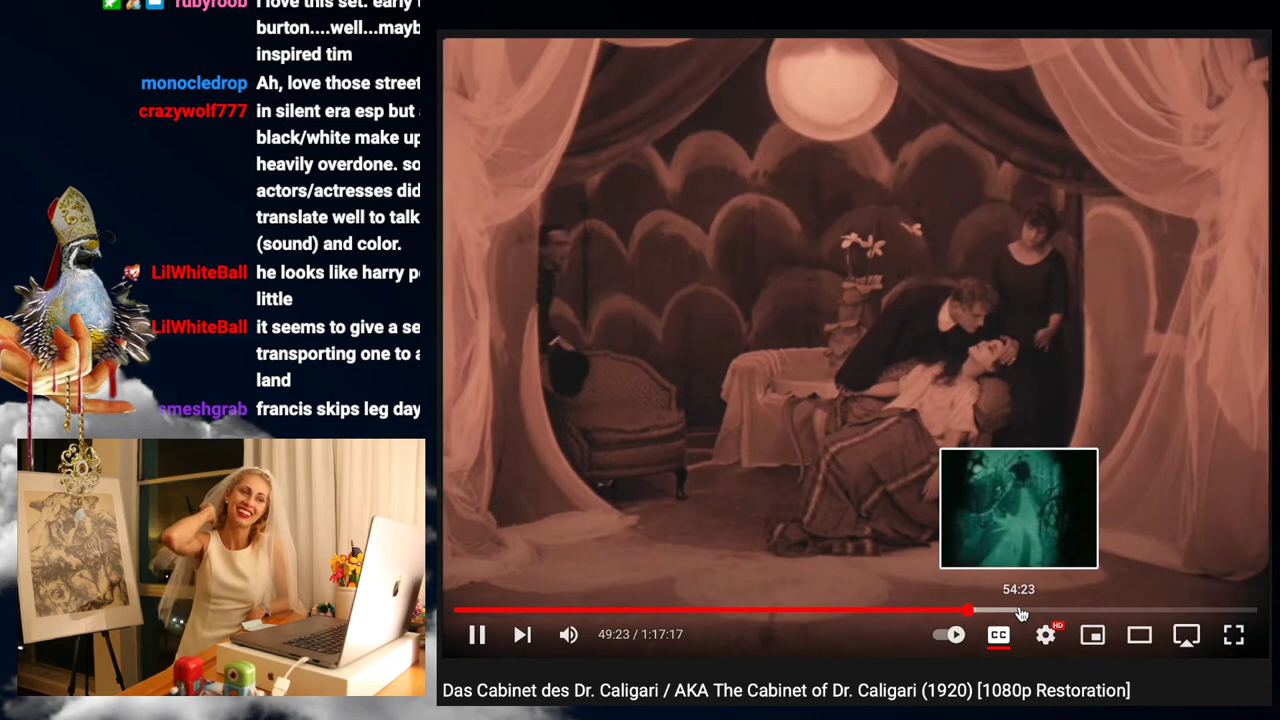 rubyroob I love this set. early
burton....well...mayb
inspired tim
monocledrop Ah, love those street
crazywolf777 in silent era esp but
black/white make up
heavily overdone. so
actors/actresses did
translate well to talk
(sound) and color.
LilWhiteBall he looks like harry p
little
LilWhiteBall it seems to give a se
transporting one to a
land
smeshgrab francis skips leg day
54:23
49:23 / 1:17:17
CC
HD
Das Cabinet des Dr. Caligari / AKA The Cabinet of Dr. Caligari (1920) [1080p Restoration]